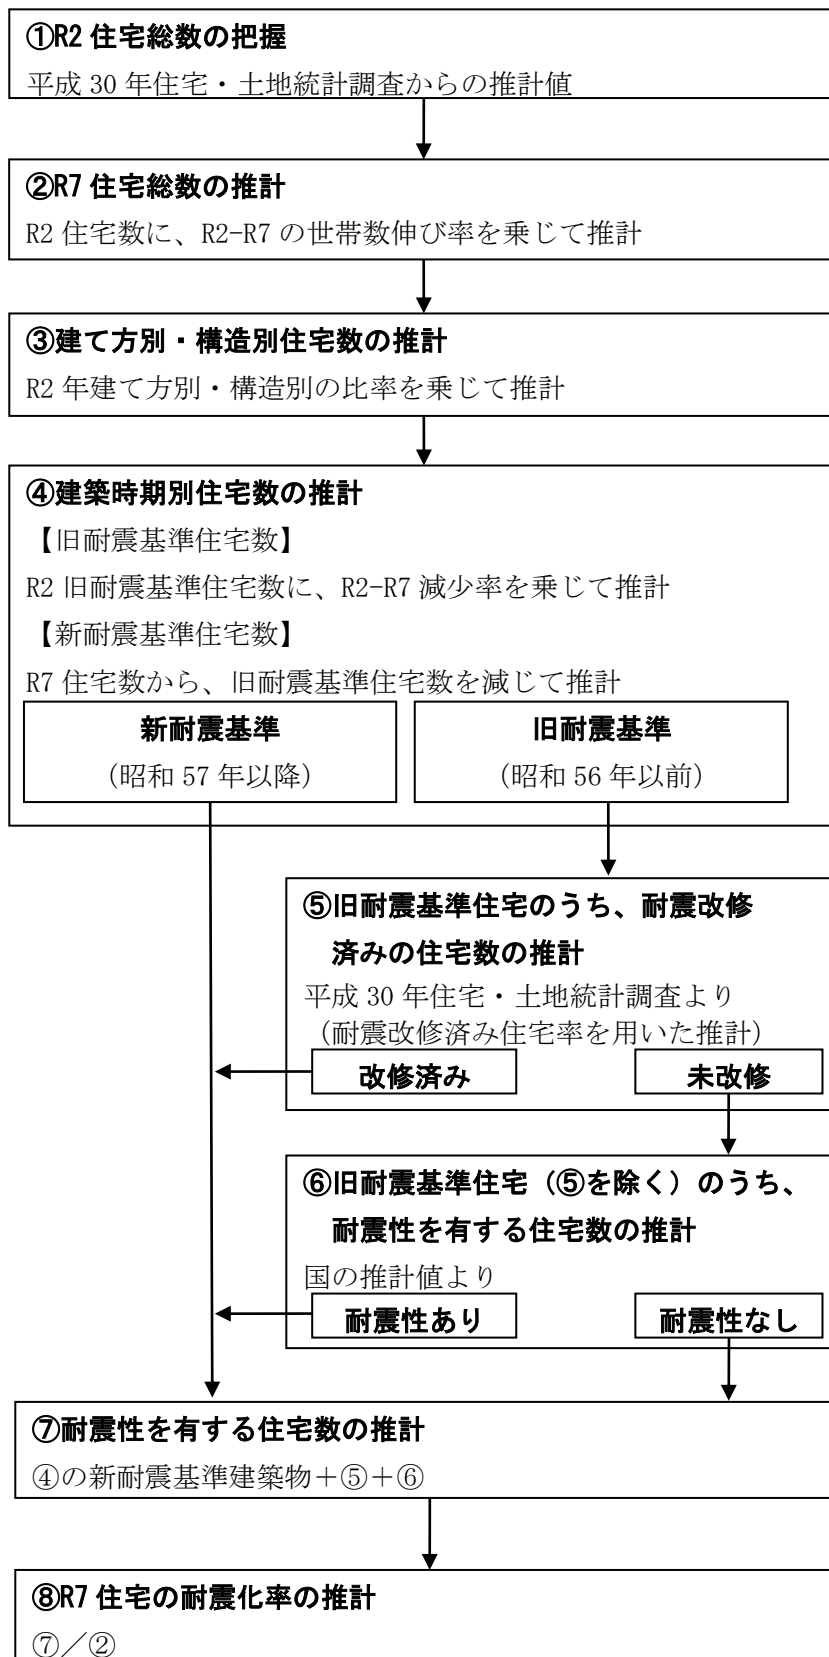 ①R2 住宅総数の把握
平成 30 年住宅・土地統計調査からの推計値
②R7 住宅総数の推計
R2 住宅数に、R2-R7 の世帯数伸び率を乗じて推計
③建て方別・構造別住宅数の推計
R2 年建て方別・構造別の比率を乗じて推計
④建築時期別住宅数の推計
【旧耐震基準住宅数】
R2 旧耐震基準住宅数に、R2-R7 減少率を乗じて推計
【新耐震基準住宅数】
R7 住宅数から、旧耐震基準住宅数を減じて推計
新耐震基準
（昭和 57 年以降）
旧耐震基準
（昭和 56 年以前）
⑤旧耐震基準住宅のうち、耐震改修
済みの住宅数の推計
平成 30 年住宅・土地統計調査より
（耐震改修済み住宅率を用いた推計）
改修済み
未改修
⑥旧耐震基準住宅（⑤を除く）のうち、
耐震性を有する住宅数の推計
国の推計値より
耐震性あり
耐震性なし
⑦耐震性を有する住宅数の推計
④の新耐震基準建築物＋⑤＋⑥
⑧R7 住宅の耐震化率の推計
⑦／②